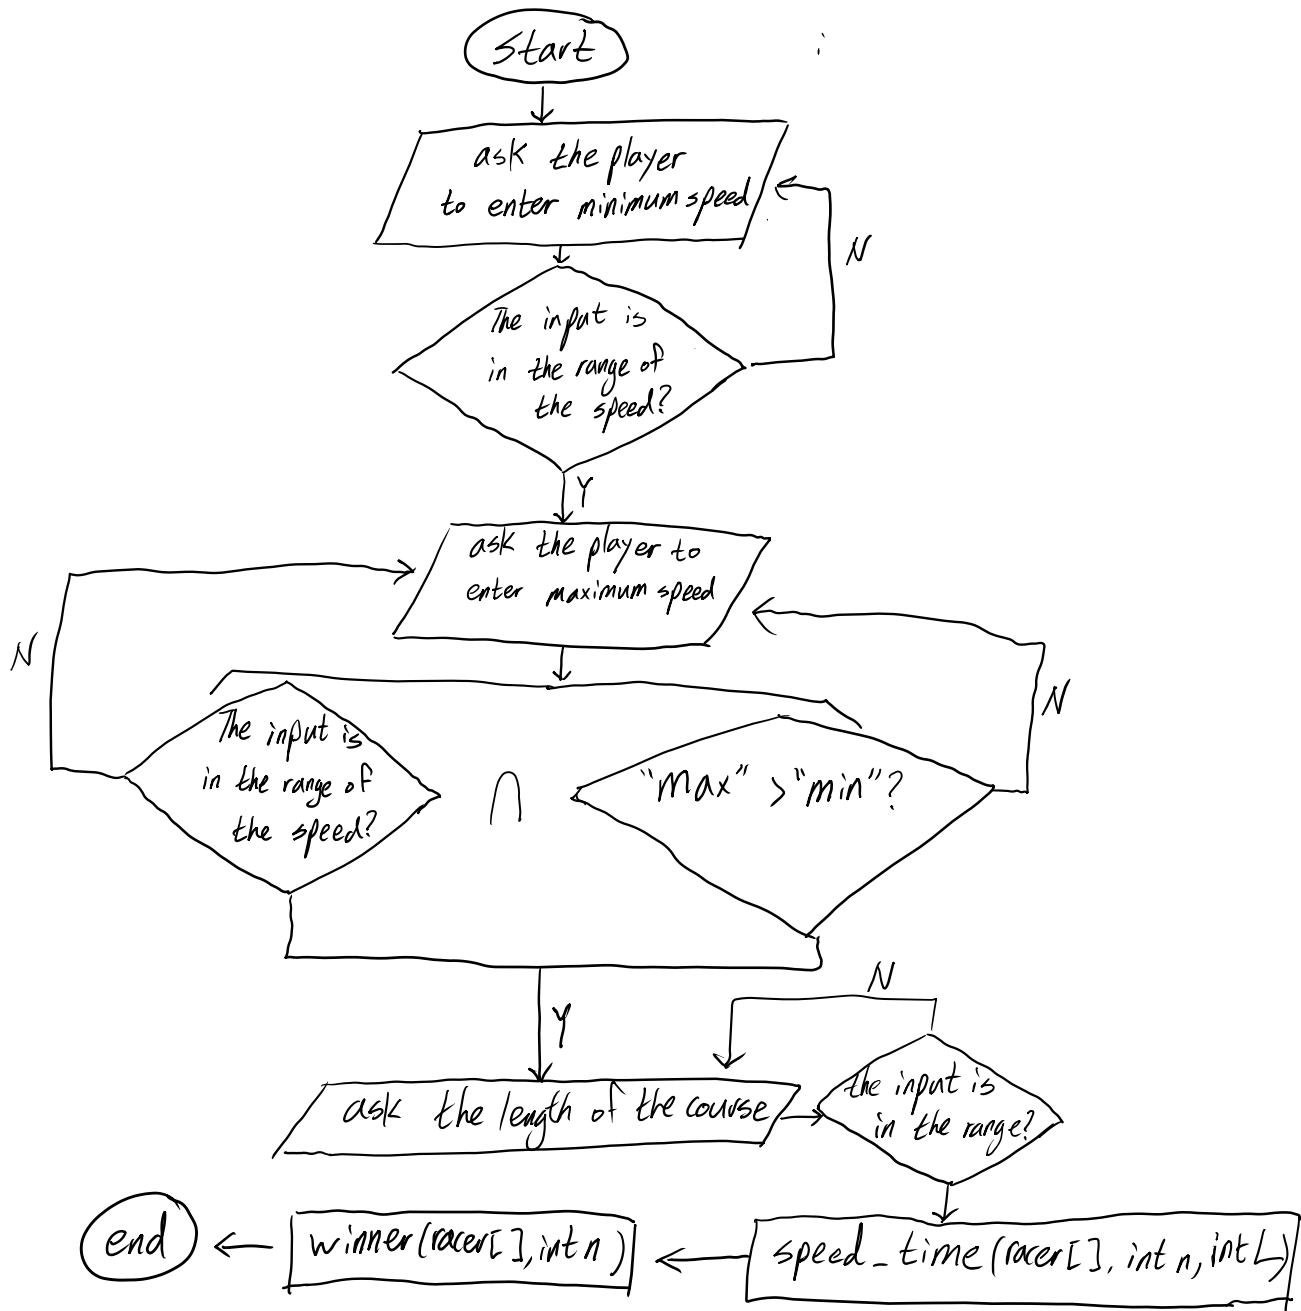 start
ask the player
to enter minimum speed
N
The input is
in the range of
the speed?
Y
ask the player to
enter maximum speed
N
N
The input is
in the range of
the speed?
∩
"max" > "min"?
N
Y
ask the length of the course
the input is
in the range?
speed_time(racer[], int n, int L)
winner(racer[], int n)
end